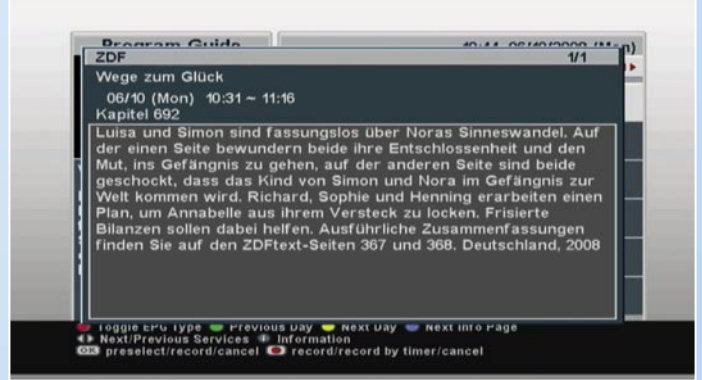 Program Guide
ZDF 1/1
Wege zum Glück
06/10 (Mon) 10:31 ~ 11:16
Kapitel 692
Luisa und Simon sind fassungslos über Noras Sinneswandel. Auf
der einen Seite bewundern beide ihre Entschlossenheit und den
Mut, ins Gefängnis zu gehen, auf der anderen Seite sind beide
geschockt, dass das Kind von Simon und Nora im Gefängnis zur
Welt kommen wird. Richard, Sophie und Henning erarbeiten einen
Plan, um Annabelle aus ihrem Versteck zu locken. Frisierte
Bilanzen sollen dabei helfen. Ausführliche Zusammenfassungen
finden Sie auf den ZDFtext-Seiten 367 und 368. Deutschland, 2008
Toggle EPG Type Previous Day Next Day Next Info Page
Next/Previous Services Information
OK preselect/record/cancel record/record by timer/cancel